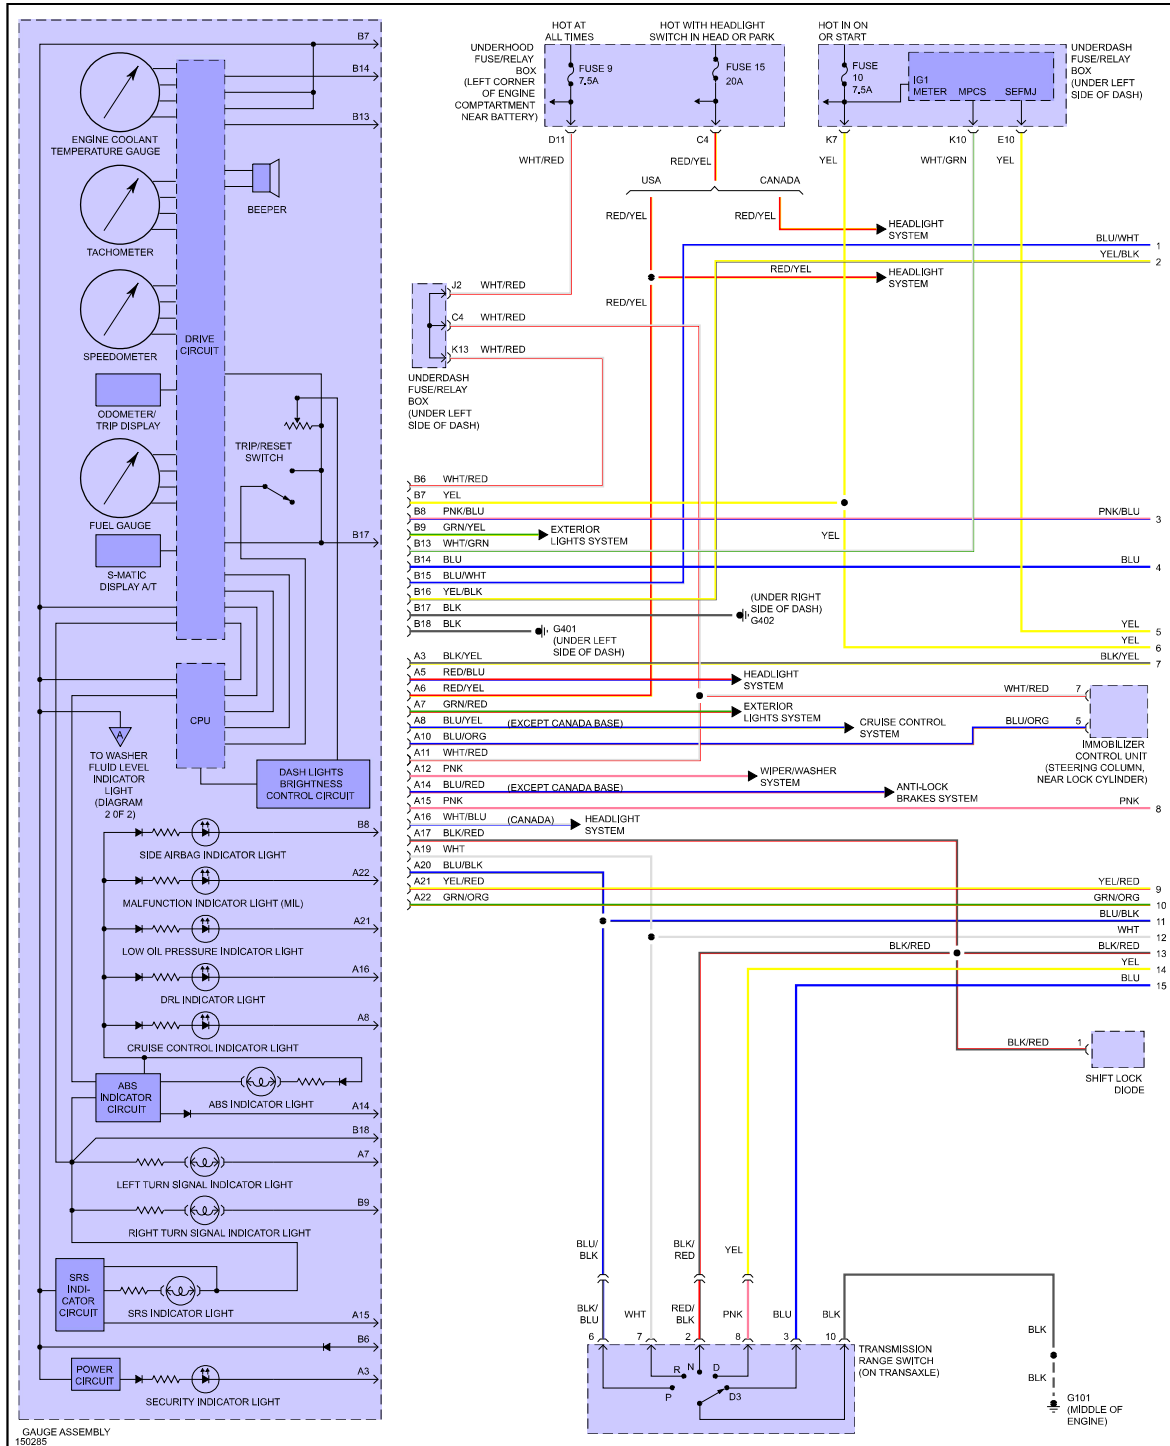 HOT AT
ALL TIMES
HOT WITH HEADLIGHT
SWITCH IN HEAD OR PARK
HOT IN ON
OR START
UNDERHOOD
FUSE/RELAY
BOX
(LEFT CORNER
OF ENGINE
COMPTARTMENT
NEAR BATTERY)
FUSE 9
7.5A
FUSE 15
20A
FUSE
10
7.5A
IG1
METER
MPCS
SEFMJ
UNDERDASH
FUSE/RELAY
BOX
(UNDER LEFT
SIDE OF DASH)
D11
C4
K7
K10
E10
WHT/RED
RED/YEL
YEL
WHT/GRN
YEL
USA
CANADA
RED/YEL
RED/YEL
HEADLIGHT
SYSTEM
BLU/WHT
1
YEL/BLK
2
RED/YEL
HEADLIGHT
SYSTEM
RED/YEL
J2
WHT/RED
C4
WHT/RED
K13
WHT/RED
UNDERDASH
FUSE/RELAY
BOX
(UNDER LEFT
SIDE OF DASH)
B7
B14
B13
ENGINE COOLANT
TEMPERATURE GAUGE
BEEPER
TACHOMETER
SPEEDOMETER
DRIVE
CIRCUIT
ODOMETER/
TRIP DISPLAY
TRIP/RESET
SWITCH
FUEL GAUGE
S-MATIC
DISPLAY A/T
B17
CPU
A
TO WASHER
FLUID LEVEL
INDICATOR
LIGHT
(DIAGRAM
2 OF 2)
DASH LIGHTS
BRIGHTNESS
CONTROL CIRCUIT
B8
SIDE AIRBAG INDICATOR LIGHT
A22
MALFUNCTION INDICATOR LIGHT (MIL)
A21
LOW OIL PRESSURE INDICATOR LIGHT
A16
DRL INDICATOR LIGHT
A8
CRUISE CONTROL INDICATOR LIGHT
ABS
INDICATOR
CIRCUIT
ABS INDICATOR LIGHT
A14
B18
A7
LEFT TURN SIGNAL INDICATOR LIGHT
B9
RIGHT TURN SIGNAL INDICATOR LIGHT
SRS
INDI-
CATOR
CIRCUIT
SRS INDICATOR LIGHT
A15
B6
POWER
CIRCUIT
A3
SECURITY INDICATOR LIGHT
GAUGE ASSEMBLY
150285
B6 WHT/RED
B7 YEL
B8 PNK/BLU
PNK/BLU 3
B9 GRN/YEL
EXTERIOR
LIGHTS SYSTEM
YEL
B13 WHT/GRN
B14 BLU
BLU 4
B15 BLU/WHT
B16 YEL/BLK
B17 BLK
(UNDER RIGHT
SIDE OF DASH)
G402
B18 BLK
G401
(UNDER LEFT
SIDE OF DASH)
YEL 5
YEL 6
A3 BLK/YEL
BLK/YEL 7
A5 RED/BLU
HEADLIGHT
SYSTEM
A6 RED/YEL
WHT/RED 7
A7 GRN/RED
EXTERIOR
LIGHTS SYSTEM
A8 BLU/YEL
(EXCEPT CANADA BASE)
CRUISE CONTROL
SYSTEM
BLU/ORG 5
A10 BLU/ORG
IMMOBILIZER
CONTROL UNIT
(STEERING COLUMN,
NEAR LOCK CYLINDER)
A11 WHT/RED
A12 PNK
WIPER/WASHER
SYSTEM
A14 BLU/RED
(EXCEPT CANADA BASE)
ANTI-LOCK
BRAKES SYSTEM
A15 PNK
PNK 8
A16 WHT/BLU
(CANADA)
HEADLIGHT
SYSTEM
A17 BLK/RED
A19 WHT
A20 BLU/BLK
A21 YEL/RED
YEL/RED 9
A22 GRN/ORG
GRN/ORG 10
BLU/BLK 11
WHT 12
BLK/RED
BLK/RED 13
YEL 14
BLU 15
BLK/RED 1
SHIFT LOCK
DIODE
BLU/
BLK
BLK/
RED
YEL
BLK/
BLU
WHT
RED/
BLK
PNK
BLU
BLK
6
7
2
8
3
10
R
N
D
P
D3
TRANSMISSION
RANGE SWITCH
(ON TRANSAXLE)
BLK
BLK
G101
(MIDDLE OF
ENGINE)